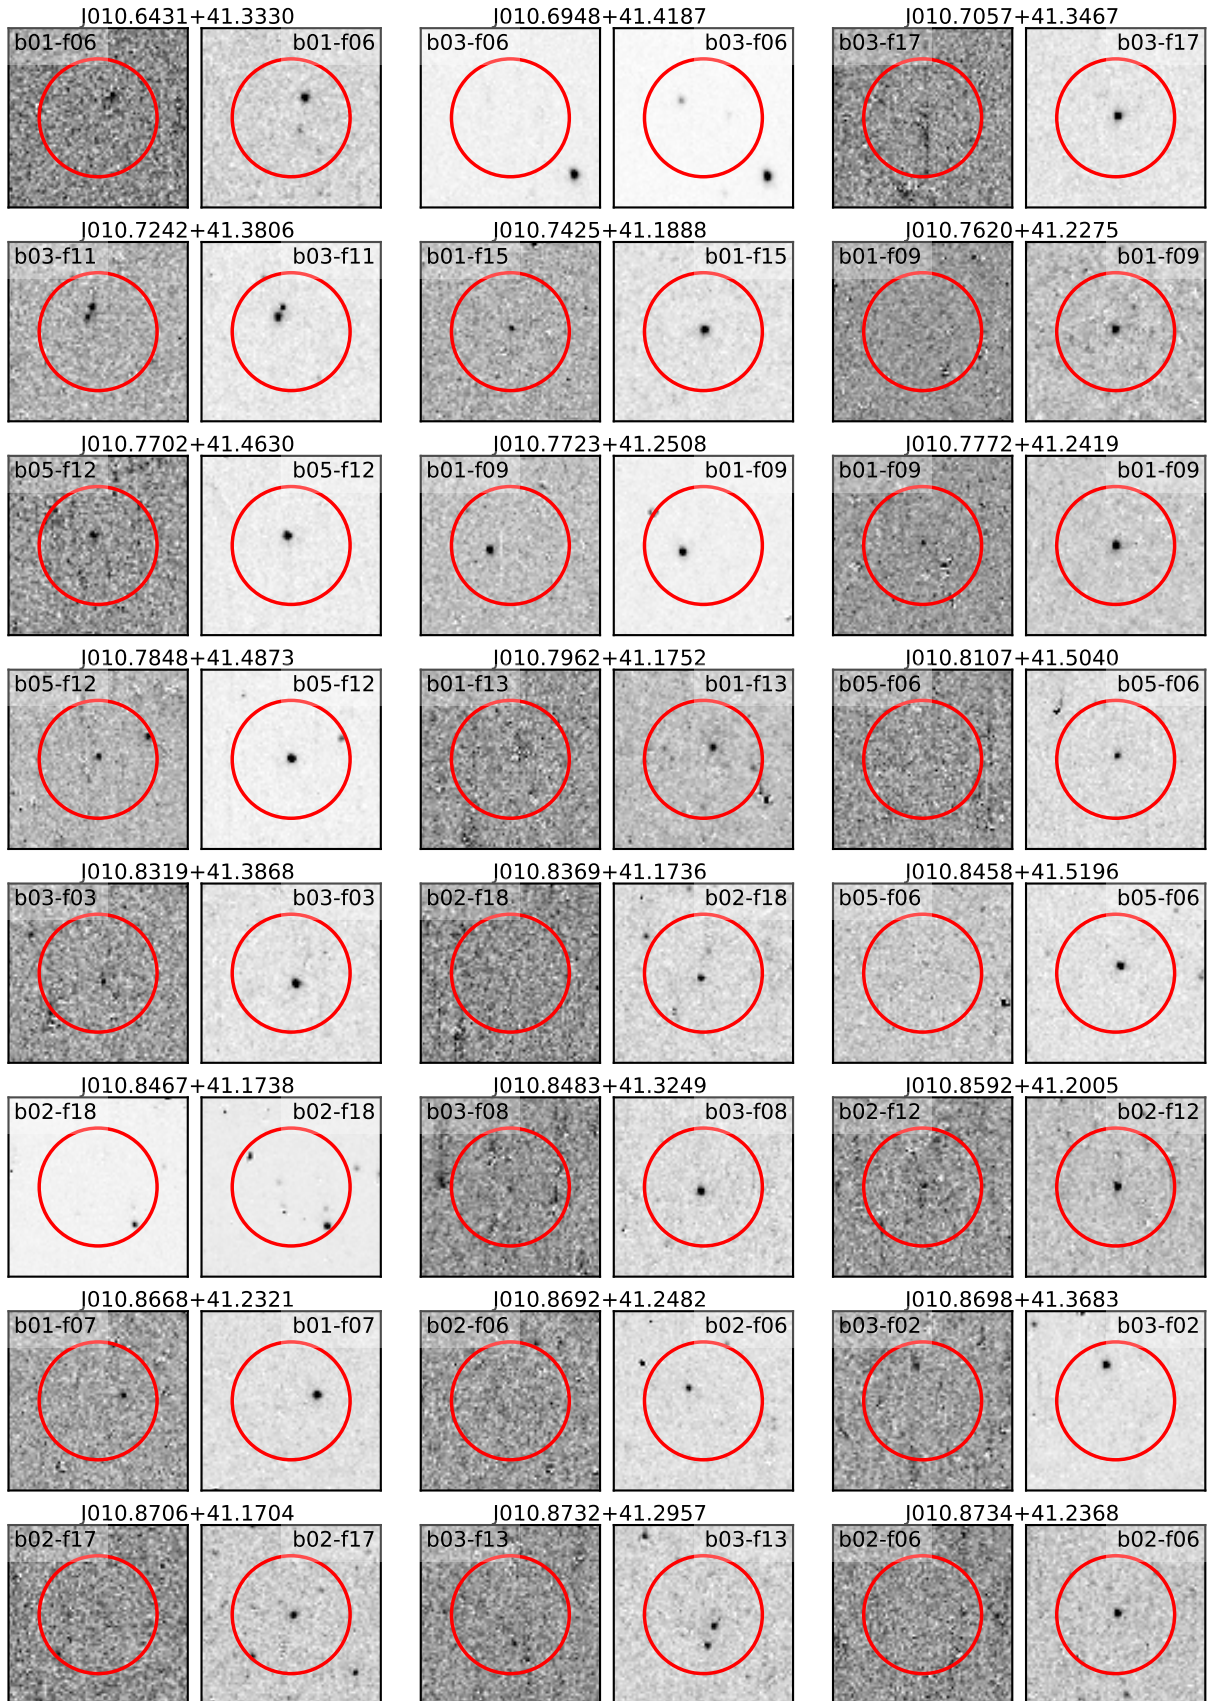 J010.6431+41.3330 J010.6948+41.4187 J010.7057+41.3467
b01-f06 b01-f06 b03-f06 b03-f06 b03-f17 b03-f17
J010.7242+41.3806 J010.7425+41.1888 J010.7620+41.2275
b03-f11 b03-f11 b01-f15 b01-f15 b01-f09 b01-f09
J010.7702+41.4630 J010.7723+41.2508 J010.7772+41.2419
b05-f12 b05-f12 b01-f09 b01-f09 b01-f09 b01-f09
J010.7848+41.4873 J010.7962+41.1752 J010.8107+41.5040
b05-f12 b05-f12 b01-f13 b01-f13 b05-f06 b05-f06
J010.8319+41.3868 J010.8369+41.1736 J010.8458+41.5196
b03-f03 b03-f03 b02-f18 b02-f18 b05-f06 b05-f06
J010.8467+41.1738 J010.8483+41.3249 J010.8592+41.2005
b02-f18 b02-f18 b03-f08 b03-f08 b02-f12 b02-f12
J010.8668+41.2321 J010.8692+41.2482 J010.8698+41.3683
b01-f07 b01-f07 b02-f06 b02-f06 b03-f02 b03-f02
J010.8706+41.1704 J010.8732+41.2957 J010.8734+41.2368
b02-f17 b02-f17 b03-f13 b03-f13 b02-f06 b02-f06